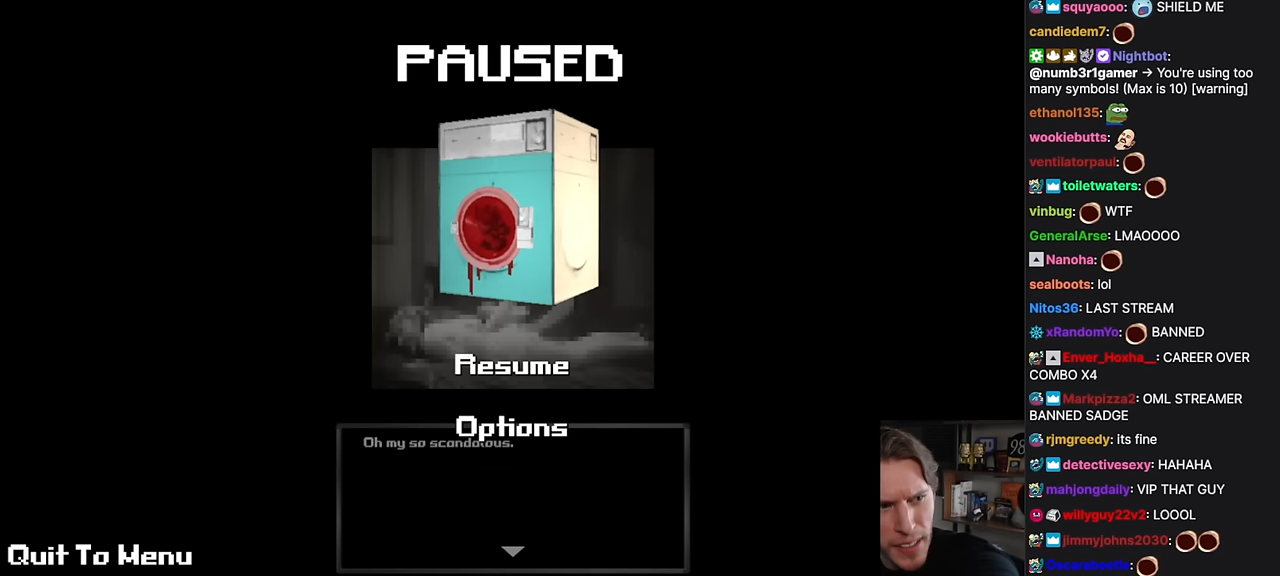 PAUSED
Resume
Options
Oh my so scandalous.
Quit To Menu
98
squyaooo: SHIELD ME
candiedem7:
Nightbot:
@numb3r1gamer → You're using too
many symbols! (Max is 10) [warning]
ethanol135:
wookiebutts:
ventilatorpaul:
toiletwaters:
vinbug: WTF
GeneralArse: LMAOOOO
Nanoha:
sealboots: lol
Nitos36: LAST STREAM
xRandomYo: BANNED
Enver_Hoxha__: CAREER OVER
COMBO X4
Markpizza2: OML STREAMER
BANNED SADGE
rjmgreedy: its fine
detectivesexy: HAHAHA
mahjongdaily: VIP THAT GUY
willyguy22v2: LOOOL
jimmyjohns2030: